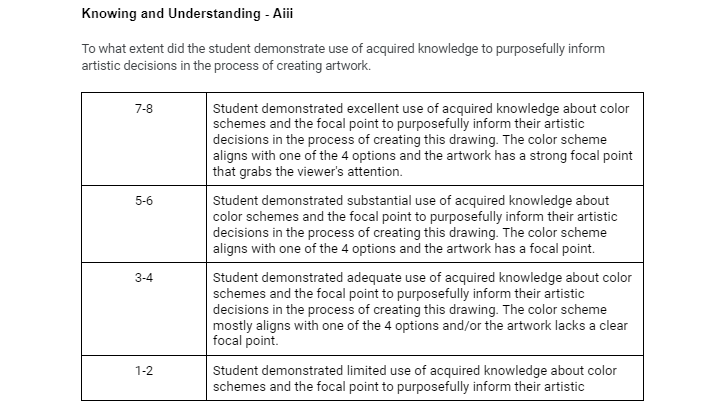 Knowing and Understanding - Aiii
To what extent did the student demonstrate use of acquired knowledge to purposefully inform
artistic decisions in the process of creating artwork.
7-8
Student demonstrated excellent use of acquired knowledge about color
schemes and the focal point to purposefully inform their artistic
decisions in the process of creating this drawing. The color scheme
aligns with one of the 4 options and the artwork has a strong focal point
that grabs the viewer's attention.
5-6
Student demonstrated substantial use of acquired knowledge about
color schemes and the focal point to purposefully inform their artistic
decisions in the process of creating this drawing. The color scheme
aligns with one of the 4 options and the artwork has a focal point.
3-4
Student demonstrated adequate use of acquired knowledge about color
schemes and the focal point to purposefully inform their artistic
decisions in the process of creating this drawing. The color scheme
mostly aligns with one of the 4 options and/or the artwork lacks a clear
focal point.
1-2
Student demonstrated limited use of acquired knowledge about color
schemes and the focal point to purposefully inform their artistic